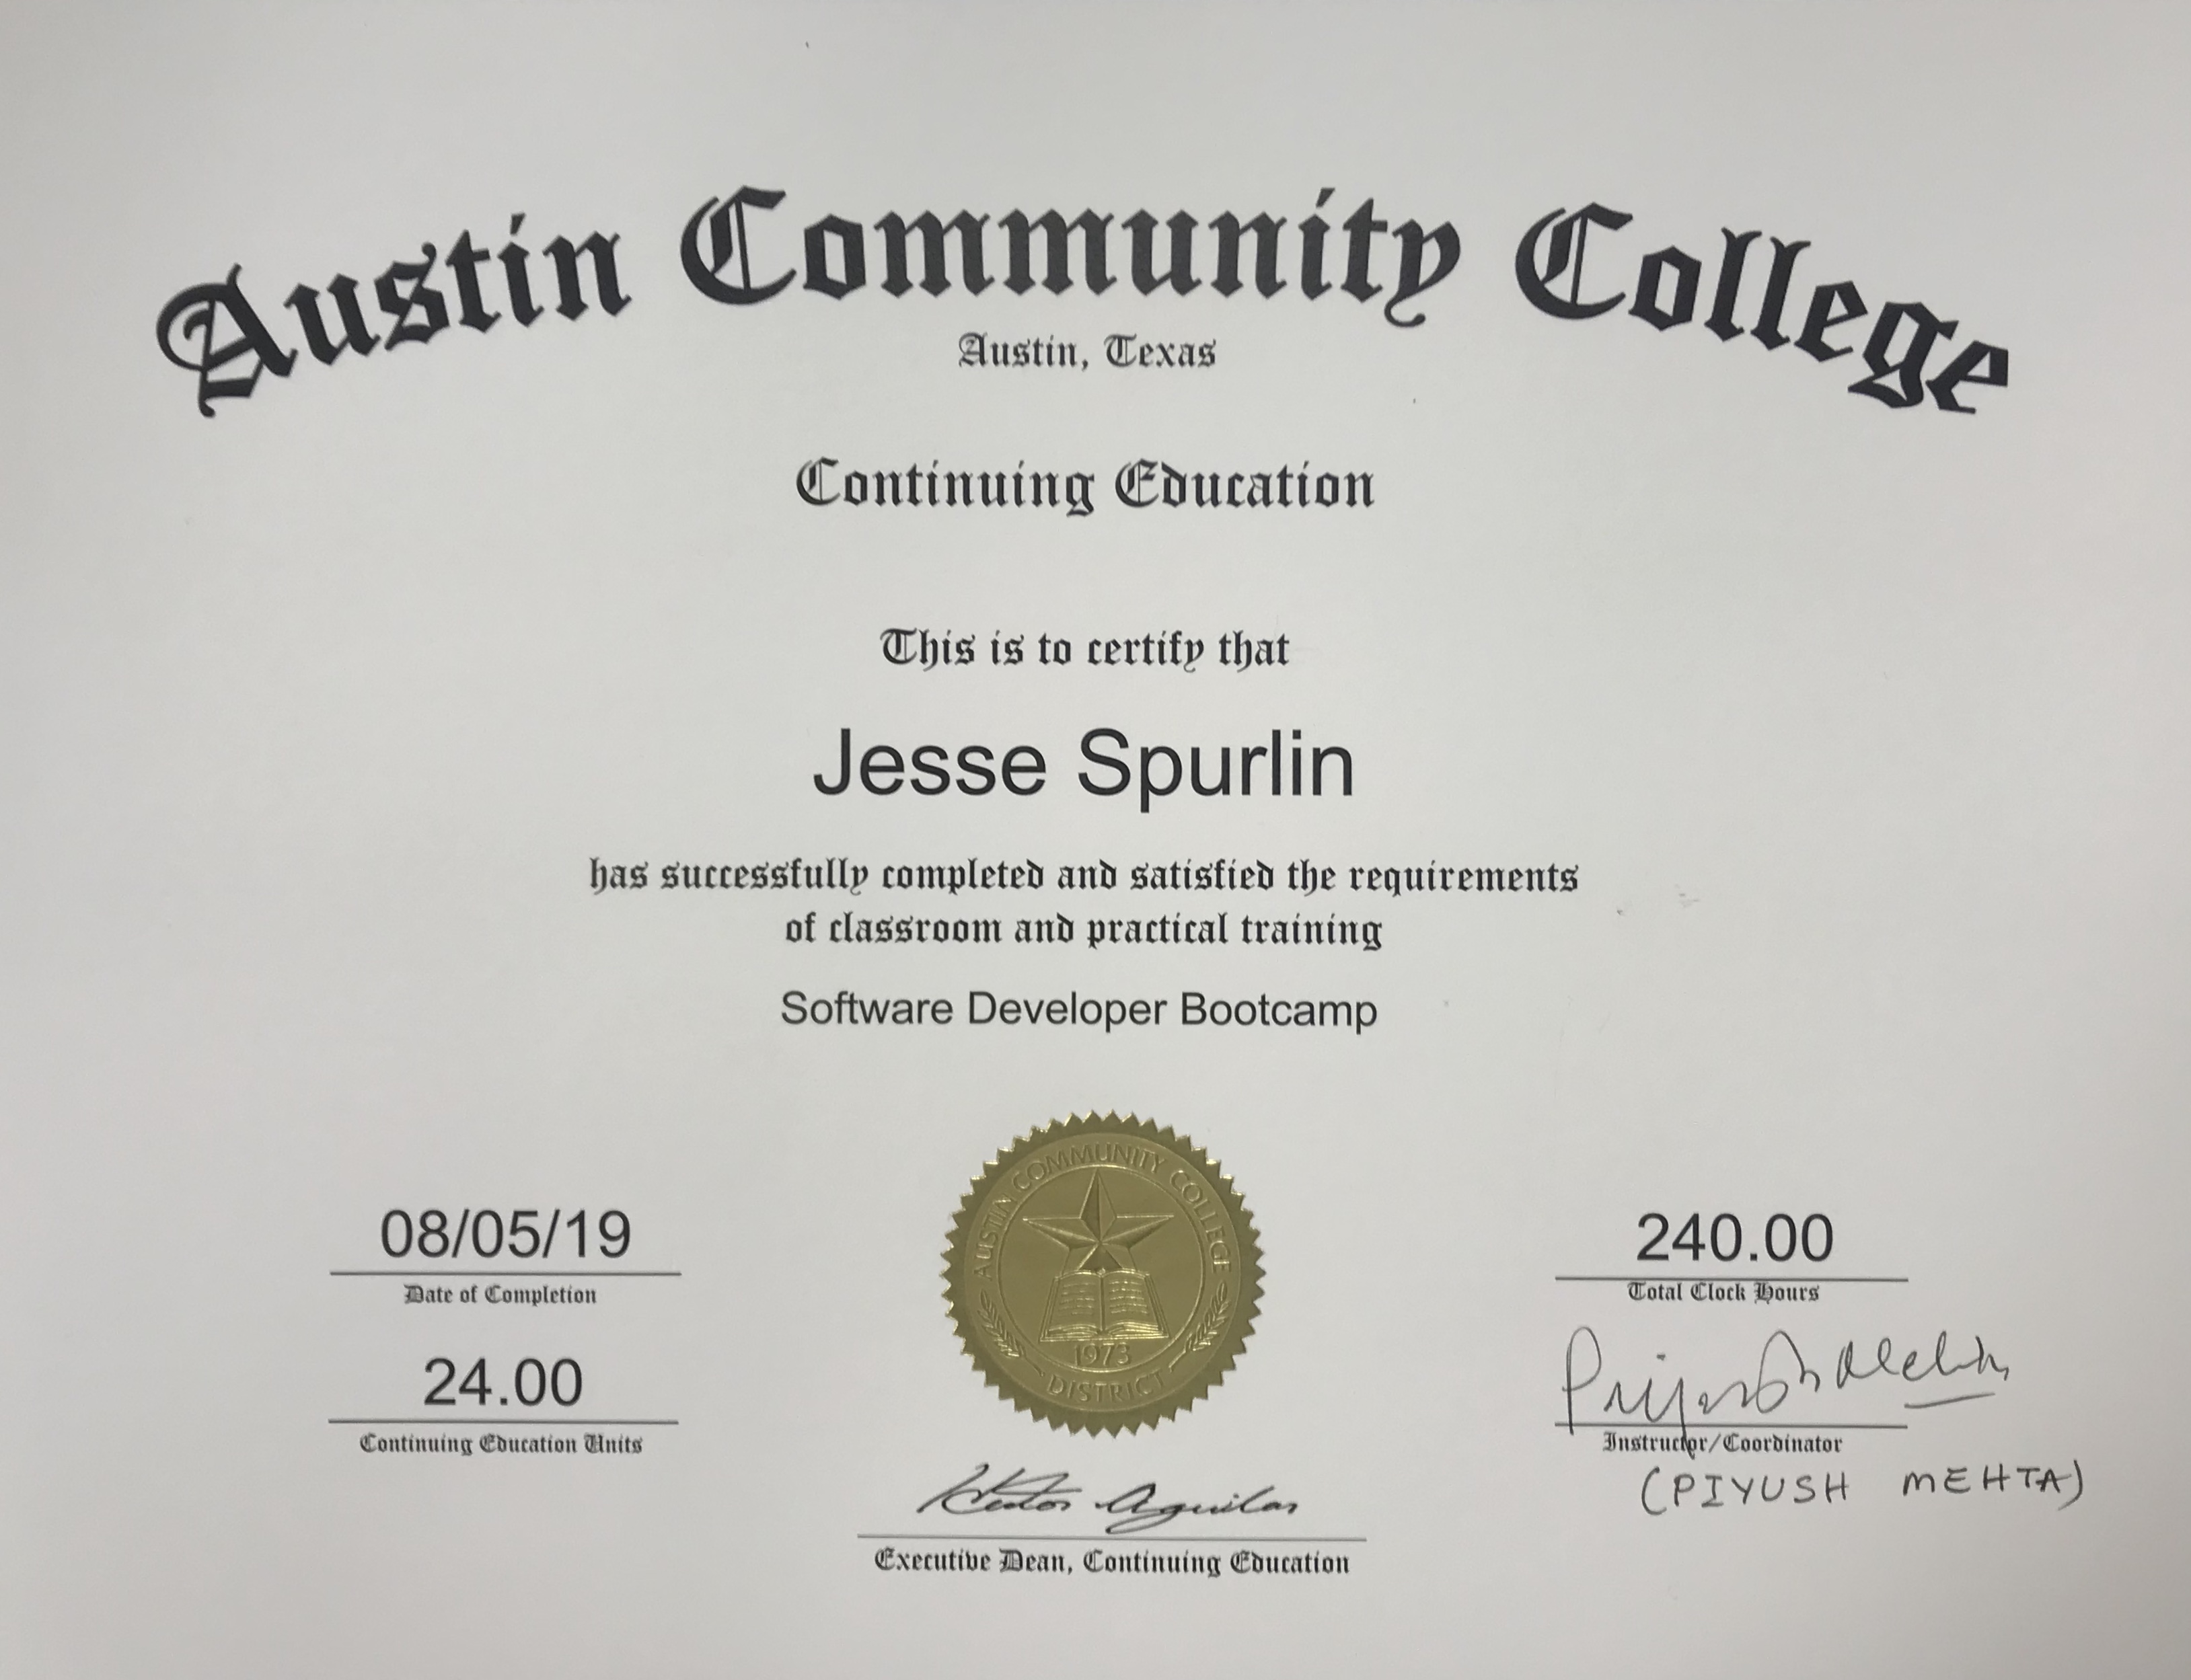 Austin Community College
Austin, Texas
Continuing Education
This is to certify that
Jesse Spurlin
has successfully completed and satisfied the requirements
of classroom and practical training
Software Developer Bootcamp
08/05/19
Date of Completion
24.00
Continuing Education Units
AUSTIN COMMUNITY COLLEGE
1973
DISTRICT
Hector Aguilar
Executive Dean, Continuing Education
240.00
Total Clock Hours
Piyush Mehta
Instructor/Coordinator
(PIYUSH MEHTA)